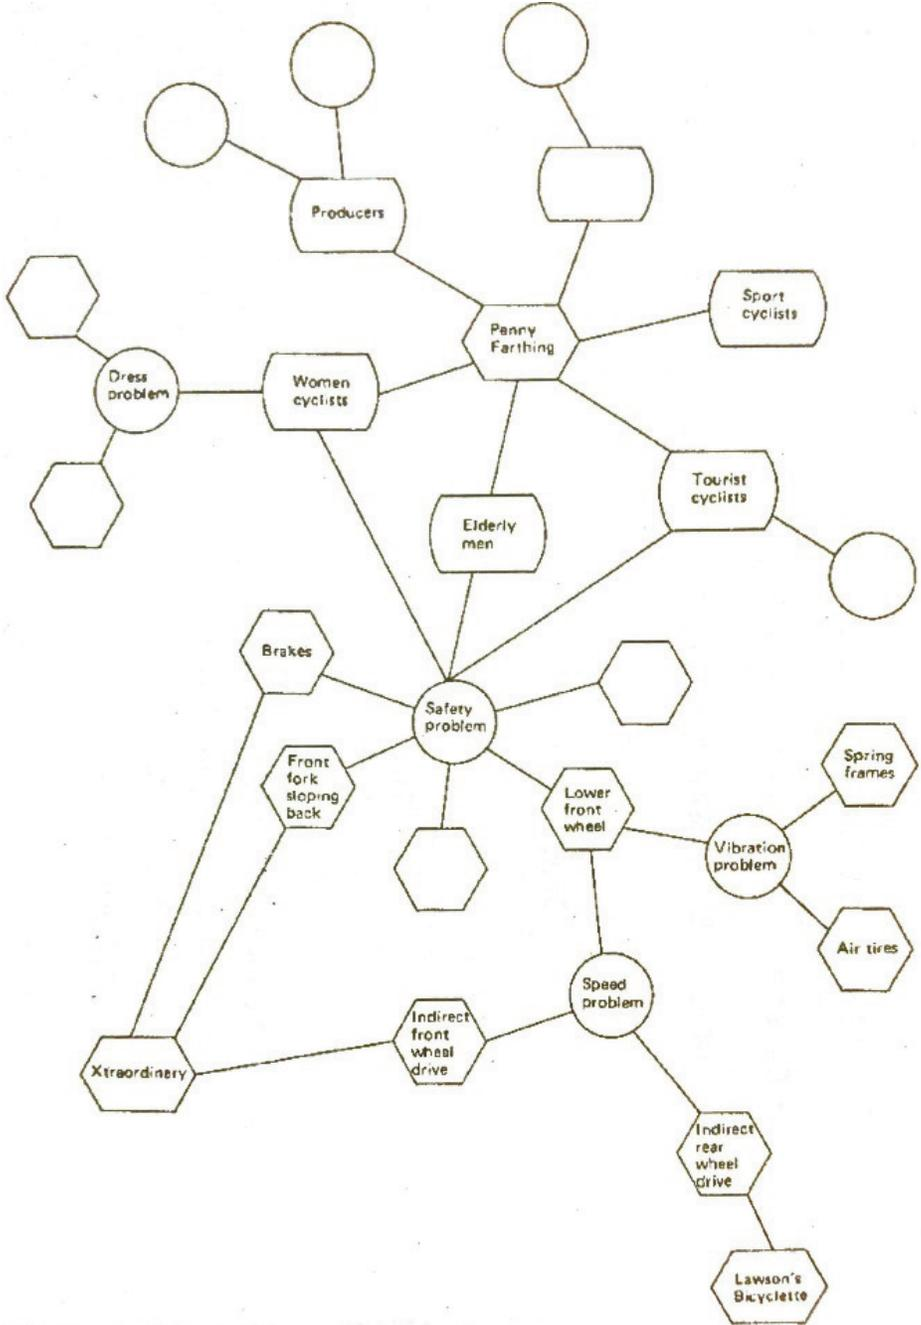 Producers
Sport
cyclists
Penny
Farthing
Dress
problem
Women
cyclists
Tourist
cyclists
Elderly
men
Brakes
Safety
problem
Front
fork
sloping
back
Lower
front
wheel
Spring
frames
Vibration
problem
Air tires
Speed
problem
Indirect
front
wheel
drive
Xtraordinary
Indirect
rear
wheel
drive
Lawson's
Bicyclette